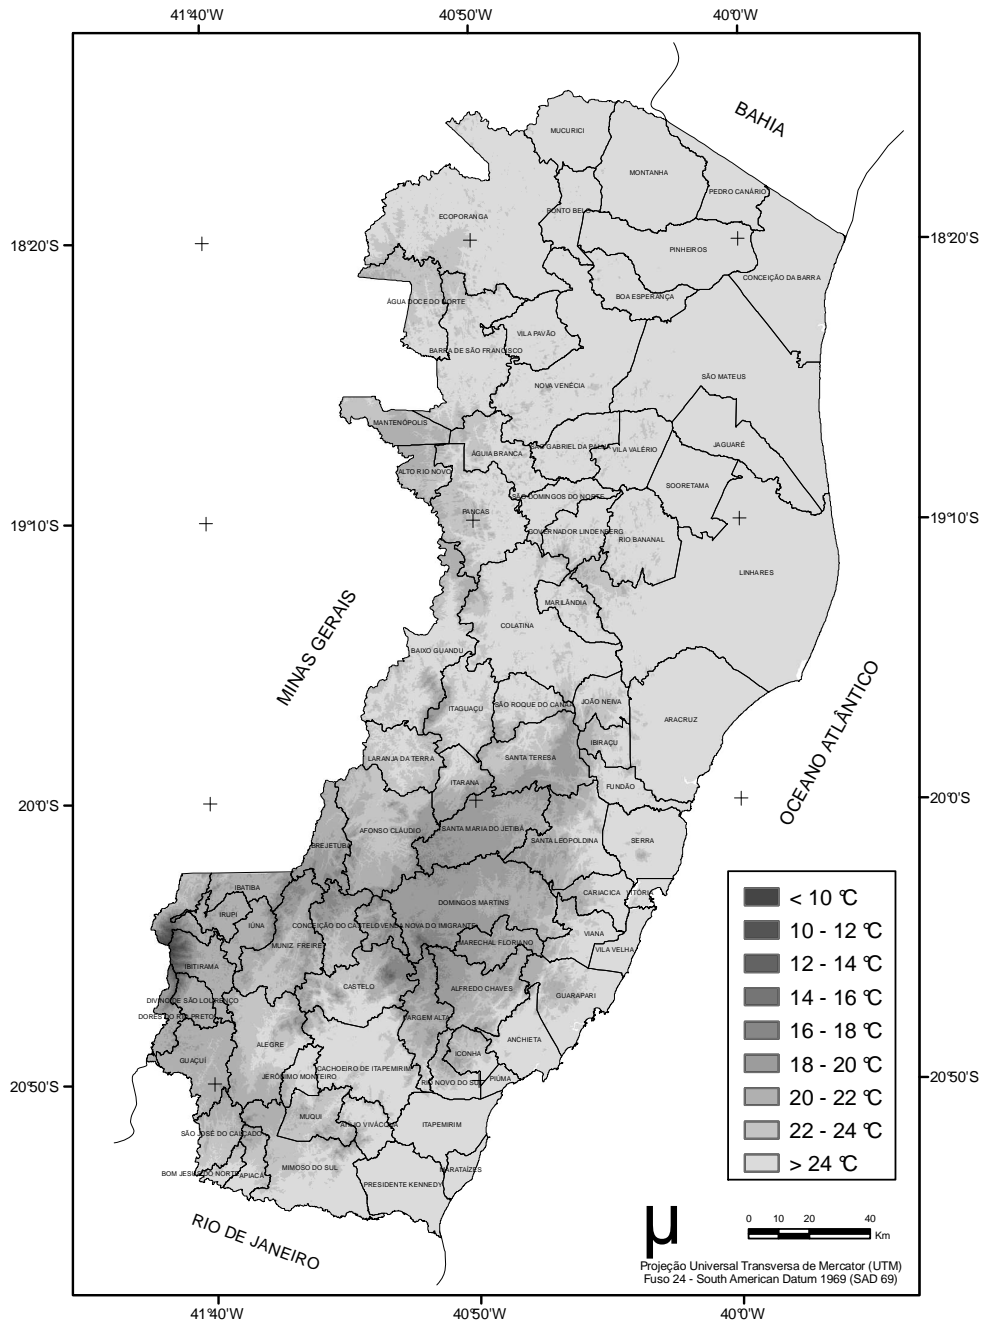 41°40'W
40°50'W
40°0'W
BAHIA
MUCURICI
MONTANHA
PEDRO CANÁRIO
ECOPORANGA
PONTO BELO
18°20'S
18°20'S
PINHEIROS
CONCEIÇÃO DA BARRA
ÁGUA DOCE DO NORTE
BOA ESPERANÇA
VILA PAVÃO
BARRA DE SÃO FRANCISCO
NOVA VENÉCIA
SÃO MATEUS
MANTENÓPOLIS
ÁGUIA BRANCA
SÃO GABRIEL DA PALHA
VILA VALÉRIO
JAGUARÉ
ALTO RIO NOVO
SOORETAMA
SÃO DOMINGOS DO NORTE
PANCAS
19°10'S
19°10'S
GOVERNADOR LINDENBERG
RIO BANANAL
LINHARES
MARILÂNDIA
COLATINA
MINAS GERAIS
BAIXO GUANDU
ITAGUAÇU
SÃO ROQUE DO CANAÃ
JOÃO NEIVA
ARACRUZ
OCEANO ATLÂNTICO
IBIRAÇU
LARANJA DA TERRA
SANTA TERESA
ITARANA
FUNDÃO
20°0'S
20°0'S
AFONSO CLÁUDIO
SANTA MARIA DO JETIBÁ
BREJETUBA
SANTA LEOPOLDINA
SERRA
IBATIBA
CARIACICA
VITÓRIA
IRUPI
IÚNA
DOMINGOS MARTINS
CONCEIÇÃO DO CASTELO
VENDA NOVA DO IMIGRANTE
VIANA
MUNIZ FREIRE
MARECHAL FLORIANO
VILA VELHA
IBITIRAMA
CASTELO
ALFREDO CHAVES
GUARAPARI
DIVINO DE SÃO LOURENÇO
DORES DO RIO PRETO
VARGEM ALTA
ALEGRE
ANCHIETA
GUAÇUÍ
ICONHA
CACHOEIRO DE ITAPEMIRIM
JERÔNIMO MONTEIRO
RIO NOVO DO SUL
PIÚMA
20°50'S
20°50'S
MUQUI
ATÍLIO VIVÁCQUA
ITAPEMIRIM
SÃO JOSÉ DO CALÇADO
MIMOSO DO SUL
MARATAÍZES
BOM JESUS DO NORTE
APIACÁ
PRESIDENTE KENNEDY
RIO DE JANEIRO
< 10 °C
10 - 12 °C
12 - 14 °C
14 - 16 °C
16 - 18 °C
18 - 20 °C
20 - 22 °C
22 - 24 °C
> 24 °C
µ
0 10 20 40
Km
Projeção Universal Transversa de Mercator (UTM)
Fuso 24 - South American Datum 1969 (SAD 69)
41°40'W
40°50'W
40°0'W